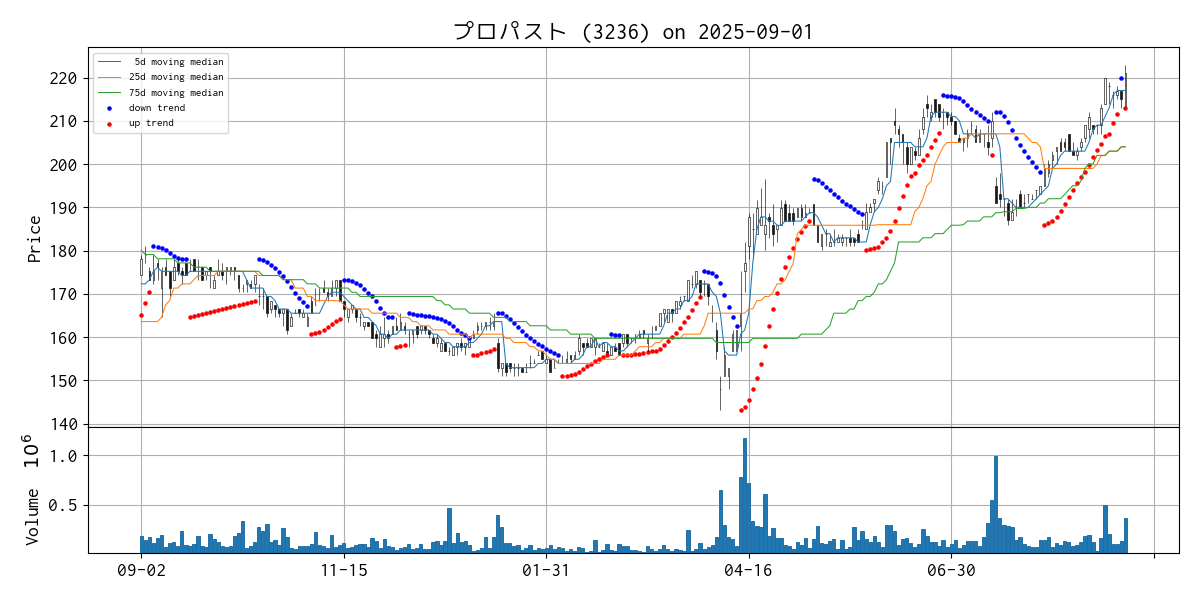 プロパスト (3236) on 2025-09-01
5d moving median
25d moving median
75d moving median
down trend
up trend
Price
220
210
200
190
180
170
160
150
140
Volume 10^6
1.0
0.5
09-02
11-15
01-31
04-16
06-30